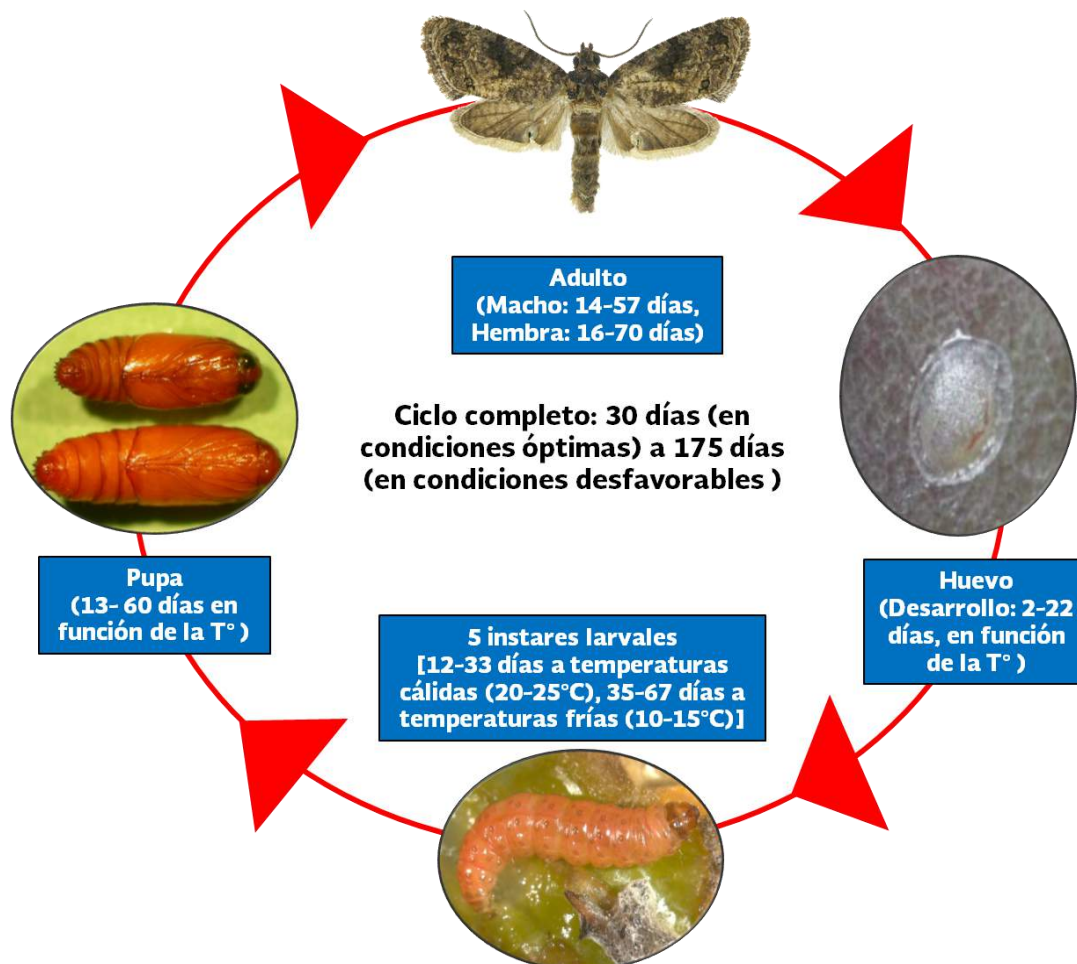 Adulto
(Macho: 14-57 días,
Hembra: 16-70 días)
Ciclo completo: 30 días (en
condiciones óptimas) a 175 días
(en condiciones desfavorables )
Pupa
(13- 60 días en
función de la T° )
Huevo
(Desarrollo: 2-22
días, en función
de la T° )
5 instares larvales
[12-33 días a temperaturas
cálidas (20-25°C), 35-67 días a
temperaturas frías (10-15°C)]